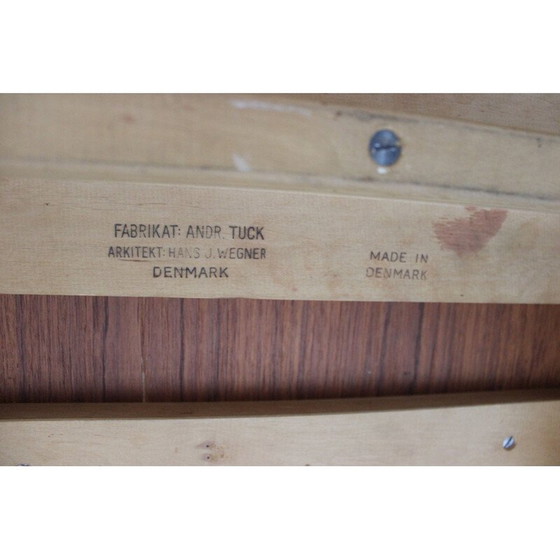 FABRIKAT: ANDR. TUCK
ARKITEKT: HANS J. WEGNER
DENMARK
MADE IN
DENMARK